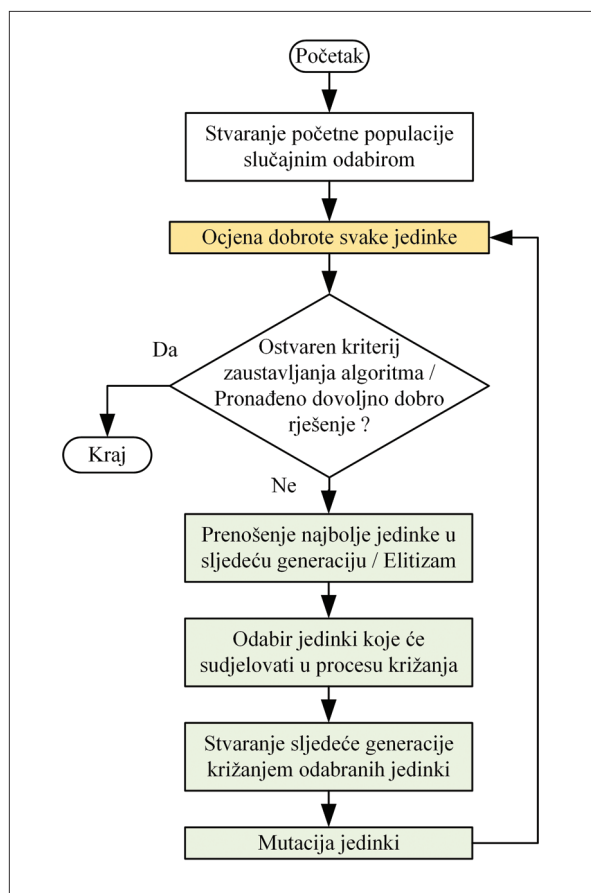 Početak
Stvaranje početne populacije
slučajnim odabirom
Ocjena dobrote svake jedinke
Da
Ostvaren kriterij
zaustavljanja algoritma /
Pronađeno dovoljno dobro
rješenje ?
Kraj
Ne
Prenošenje najbolje jedinke u
sljedeću generaciju / Elitizam
Odabir jedinki koje će
sudjelovati u procesu križanja
Stvaranje sljedeće generacije
križanjem odabranih jedinki
Mutacija jedinki